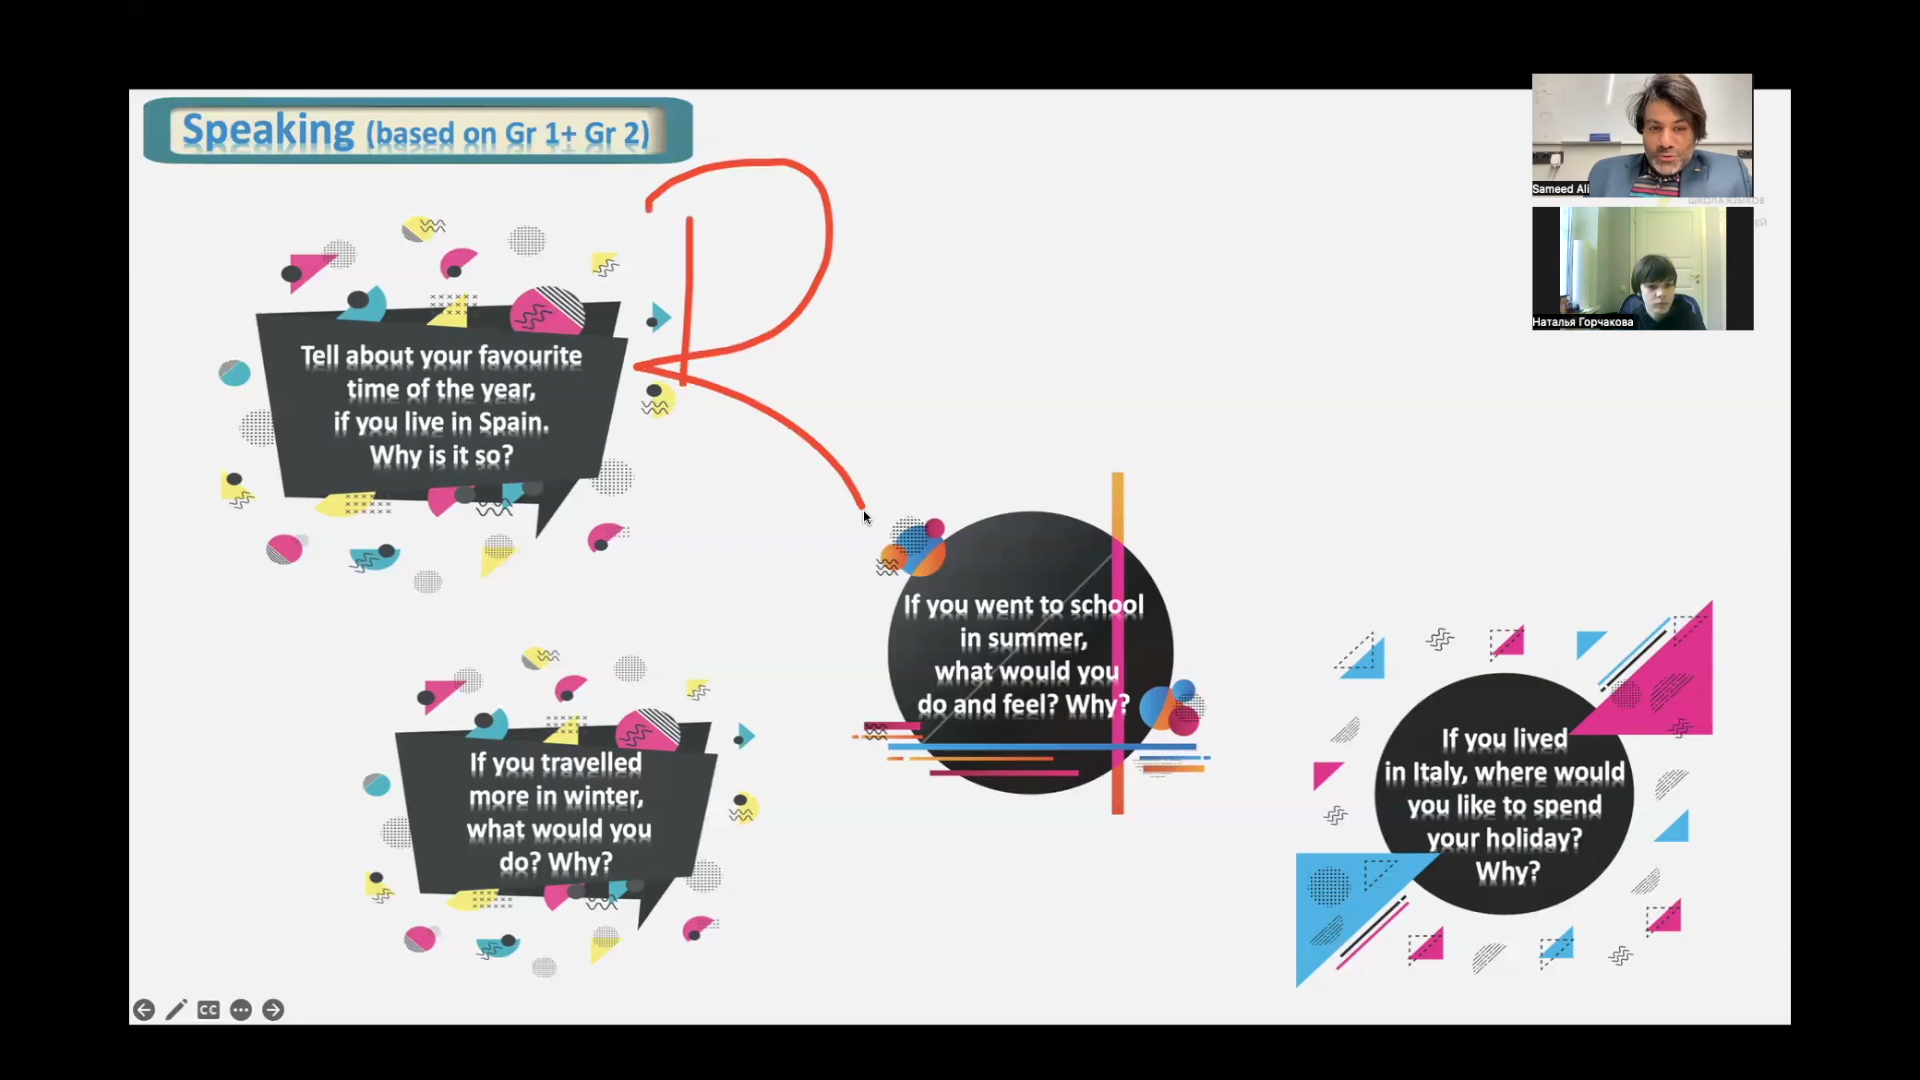 Speaking (based on Gr 1+ Gr 2)
R
Tell about your favourite
time of the year,
if you live in Spain.
Why is it so?
If you went to school
in summer,
what would you
do and feel? Why?
If you travelled
more in winter,
what would you
do? Why?
If you lived
in Italy, where would
you like to spend
your holiday?
Why?
Sameed Ali
ШКОЛА ЯЗЫКОВ
Наталья Горчакова
CC